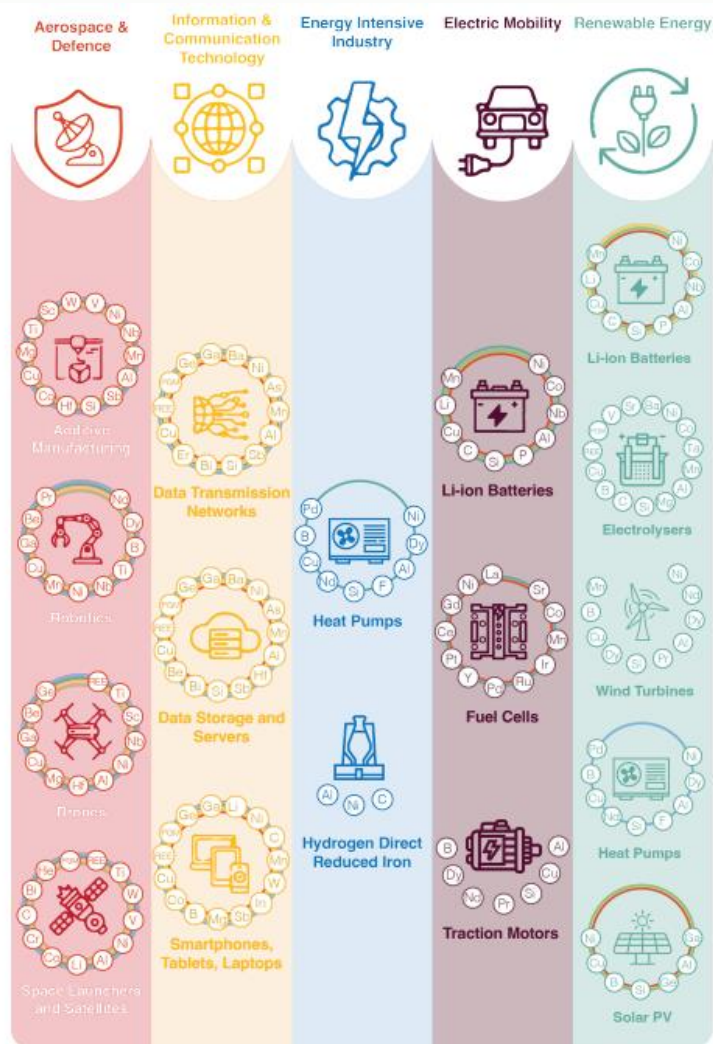 Aerospace &
Defence
Information &
Communication
Technology
Energy Intensive
Industry
Electric Mobility
Renewable Energy
Sc W V Ni Nb Mn Al Sb Si Hf Co Cu Mg Ti
Additive
Manufacturing
Pr Nd Dy B Ti Nb Ni Mn Cu Ga Be
Robotics
Ge REE Ti Sc Nb Ni Al Hf Mg Cu Ga Be
Drones
He PGM REE Ti W V Ni Al Li Co Cr C Bi
Space Launchers
and Satellites
Ge Ga Ba Ni As Mn Al Sb Si Bi Er Cu REE PGM
Data Transmission
Networks
Ge Ga Ba Ni As Mn Al Hf Sb Si Bi Be Cu REE PGM
Data Storage and
Servers
Ge Ga Li Ni C Mn W In Sb Mg B Co Cu REE PGM
Smartphones,
Tablets, Laptops
Pd Ni Dy Al F Si Nd Cu B
Heat Pumps
Al Ni C
Hydrogen Direct
Reduced Iron
Mn Ni Co Nb Al P Si C Cu Li
Li-ion Batteries
Ni La Sr Co Mn Ir Ru Pd Y Pt Ce Gd
Fuel Cells
B Dy Nd Pr Si Cu Al
Traction Motors
Mn Ni Co Nb Al P Si C Cu Li
Li-ion Batteries
V Sr Ba Ni Co Ta Mn Al Mg Si C B Cu REE PGM
Electrolysers
Mn B Cu Dy Si Pr Al Dy Nd Ni
Wind Turbines
Pd Ni Dy Al F Si Nd Cu B
Heat Pumps
Ni Cu B Si Ge Al Ga
Solar PV